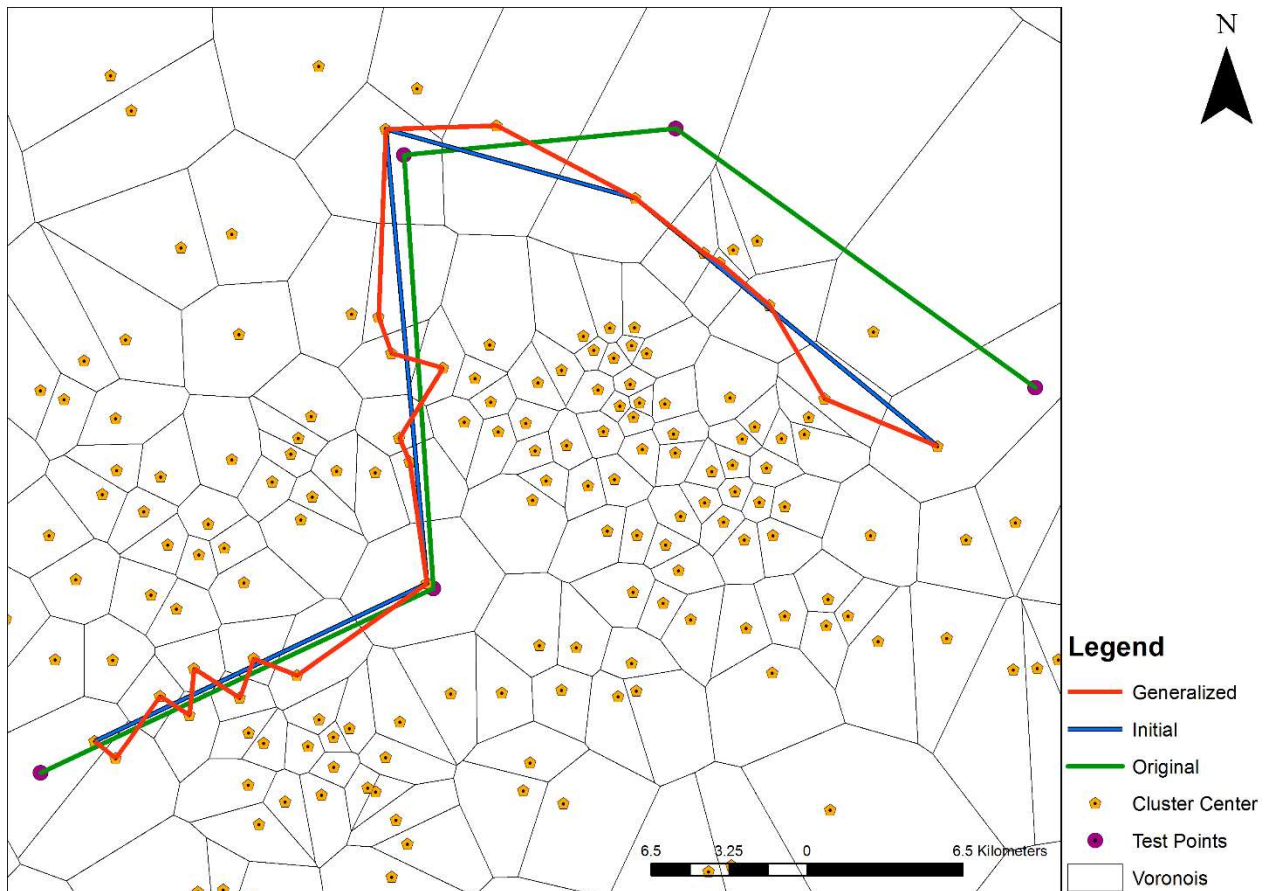 N
Legend
Generalized
Initial
Original
Cluster Center
Test Points
Voronois
6.5 3.25 0 6.5 Kilometers